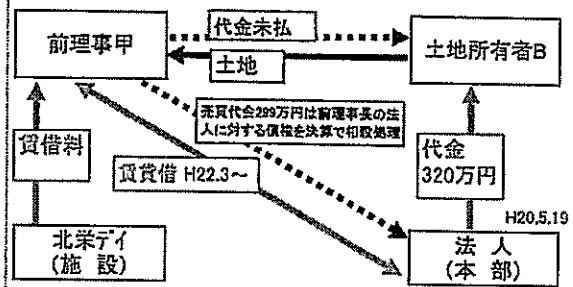 代金未払
前理事甲
土地所有者B
土地
売買代金299万円は前理事長の法
人に対する債権を決算で相殺処理
賃借料
賃貸借 H22.3~
代金
320万円
H20.5.19
北栄デイ
(施 設)
法 人
(本 部)